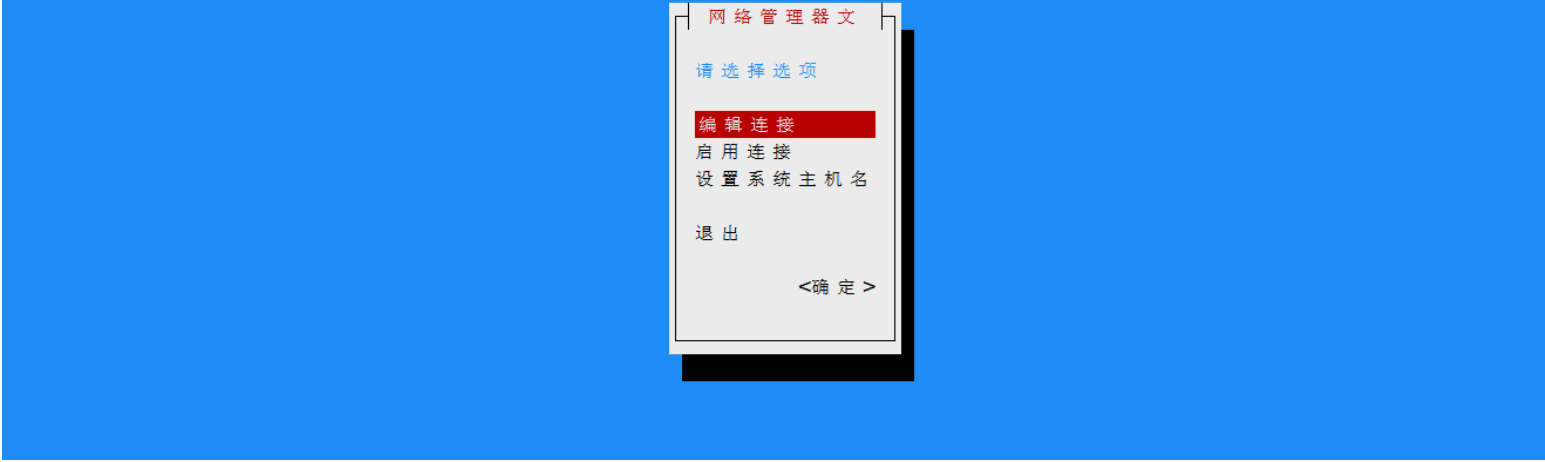 网络管理器文
请选择选项
编辑连接
启用连接
设置系统主机名
退出
<确定>